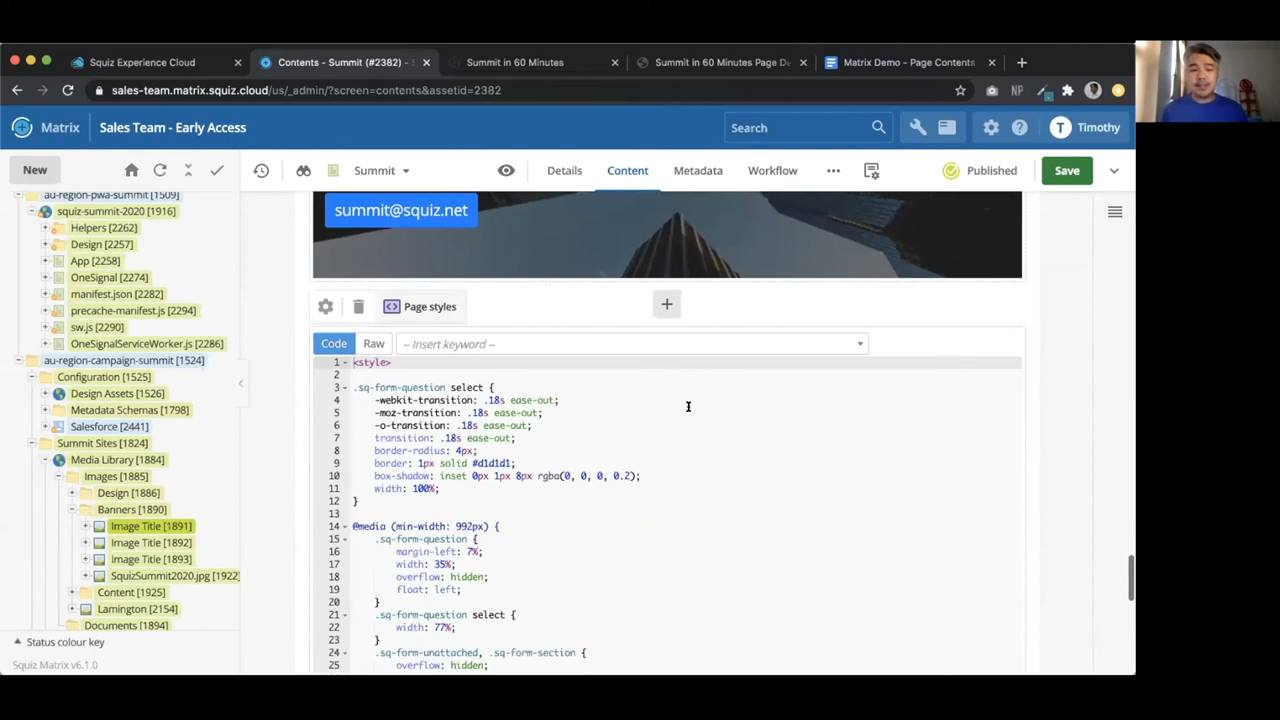 Squiz Experience Cloud
Contents - Summit (#2382) - S
Summit in 60 Minutes
Summit in 60 Minutes Page De
Matrix Demo - Page Contents
sales-team.matrix.squiz.cloud/us/_admin/?screen=contents&assetid=2382
NP
Matrix
Sales Team - Early Access
Search
T
Timothy
New
Summit
Details
Content
Metadata
Workflow
Published
Save
au-region-pwa-summit [1509]
squiz-summit-2020 [1916]
Helpers [2262]
Design [2257]
App [2258]
OneSignal [2274]
manifest.json [2282]
precache-manifest.js [2294]
sw.js [2290]
OneSignalServiceWorker.js [2286]
au-region-campaign-summit [1524]
Configuration [1525]
Design Assets [1526]
Metadata Schemas [1798]
Salesforce [2441]
Summit Sites [1824]
Media Library [1884]
Images [1885]
Design [1886]
Banners [1890]
Image Title [1891]
Image Title [1892]
Image Title [1893]
SquizSummit2020.jpg [1922]
Content [1925]
Lamington [2154]
Documents [1894]
Status colour key
Squiz Matrix v6.1.0
summit@squiz.net
Page styles
Code
Raw
-- Insert keyword --
1 <style>
2
3 .sq-form-question select {
4 -webkit-transition: .18s ease-out;
5 -moz-transition: .18s ease-out;
6 -o-transition: .18s ease-out;
7 transition: .18s ease-out;
8 border-radius: 4px;
9 border: 1px solid #d1d1d1;
10 box-shadow: inset 0px 1px 8px rgba(0, 0, 0, 0.2);
11 width: 100%;
12 }
13
14 @media (min-width: 992px) {
15 .sq-form-question {
16 margin-left: 7%;
17 width: 35%;
18 overflow: hidden;
19 float: left;
20 }
21 .sq-form-question select {
22 width: 77%;
23 }
24 .sq-form-unattached, .sq-form-section {
25 overflow: hidden;